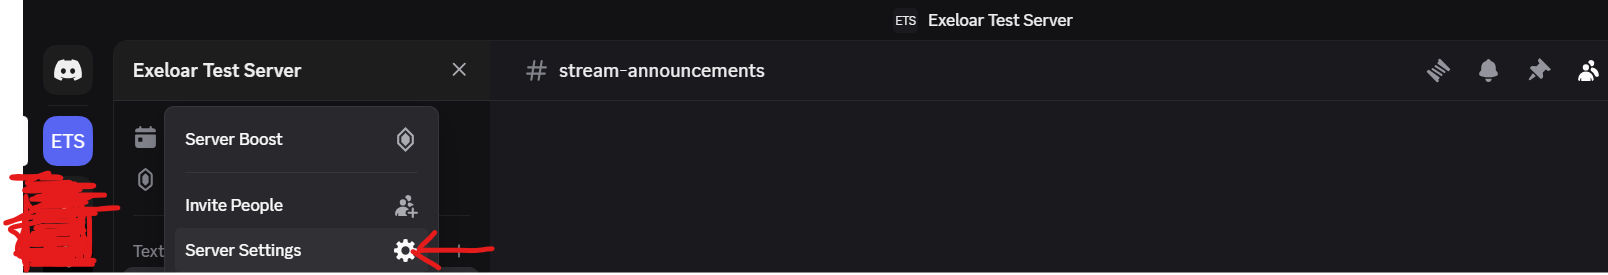 ETS Exeloar Test Server
Exeloar Test Server
stream-announcements
ETS
Server Boost
Invite People
Text
Server Settings